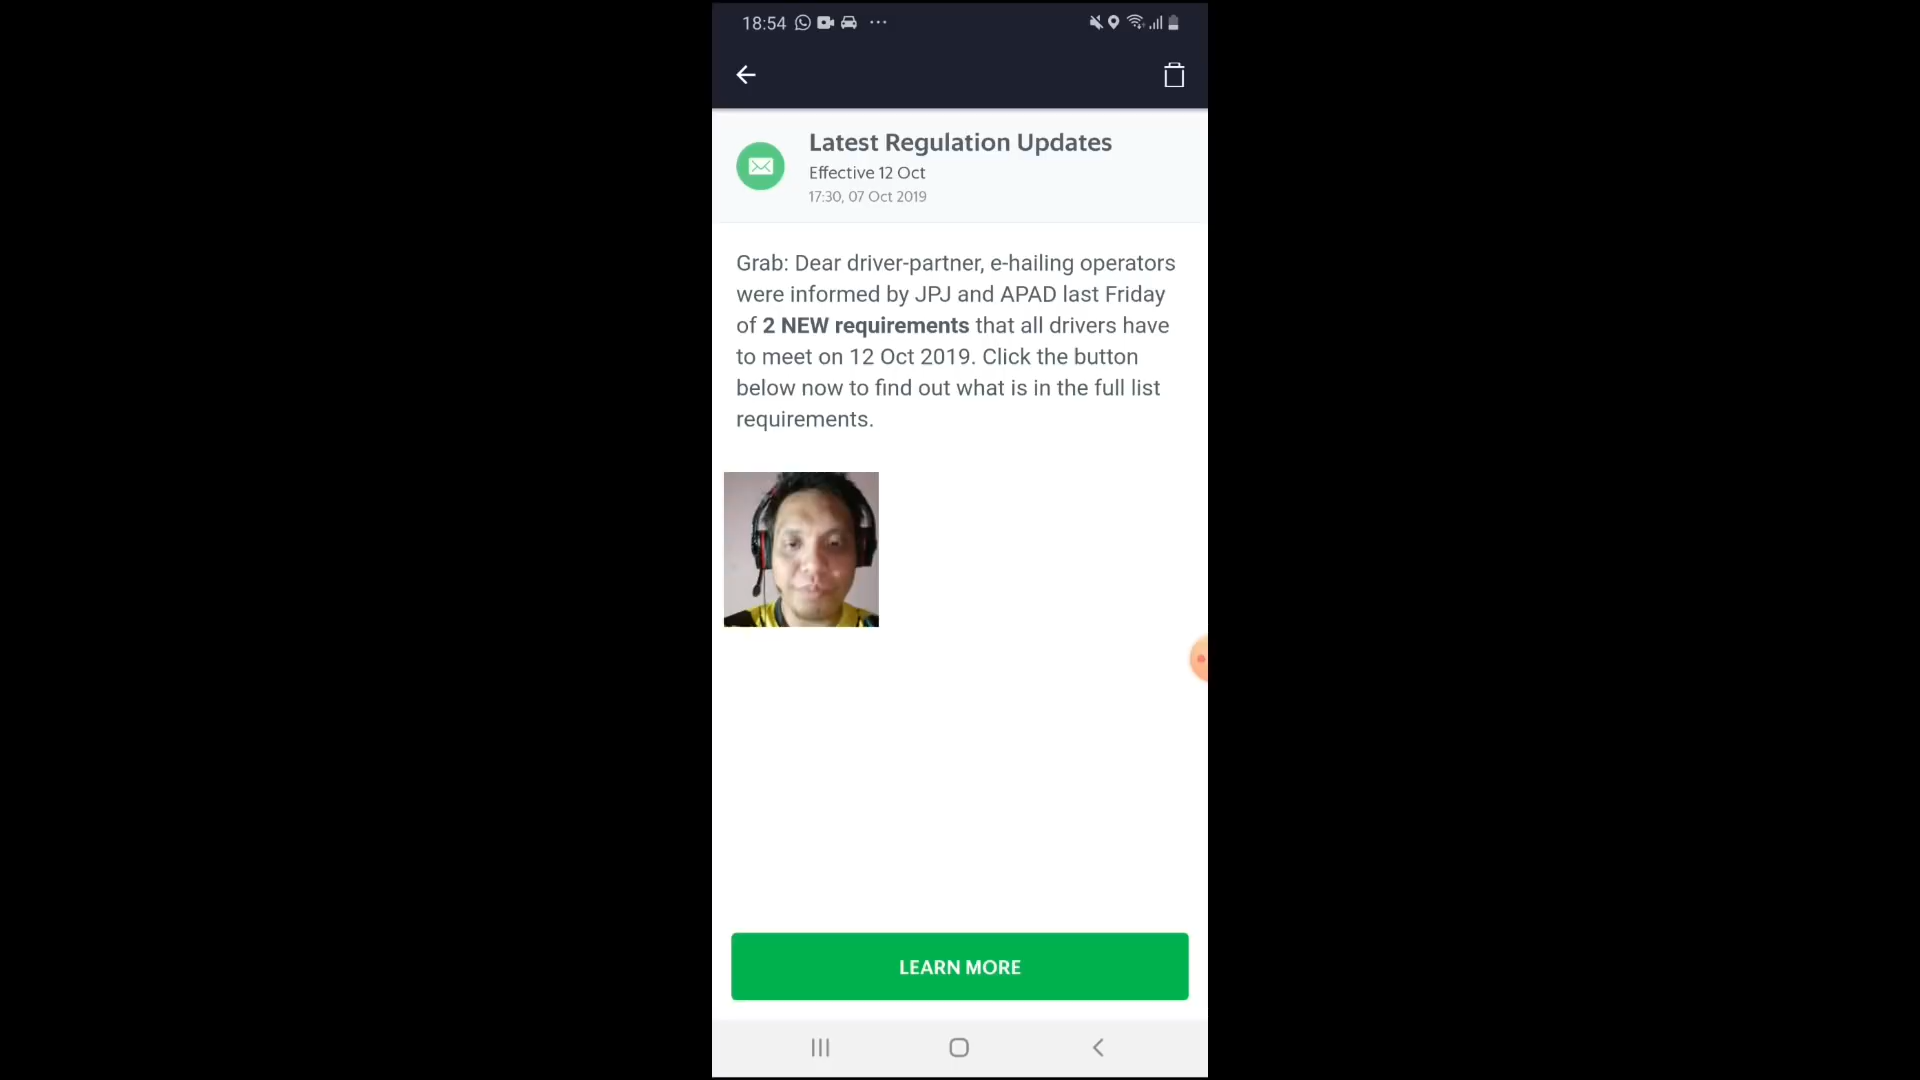 18:54
Latest Regulation Updates
Effective 12 Oct
17:30, 07 Oct 2019
Grab: Dear driver-partner, e-hailing operators
were informed by JPJ and APAD last Friday
of 2 NEW requirements that all drivers have
to meet on 12 Oct 2019. Click the button
below now to find out what is in the full list
requirements.
LEARN MORE